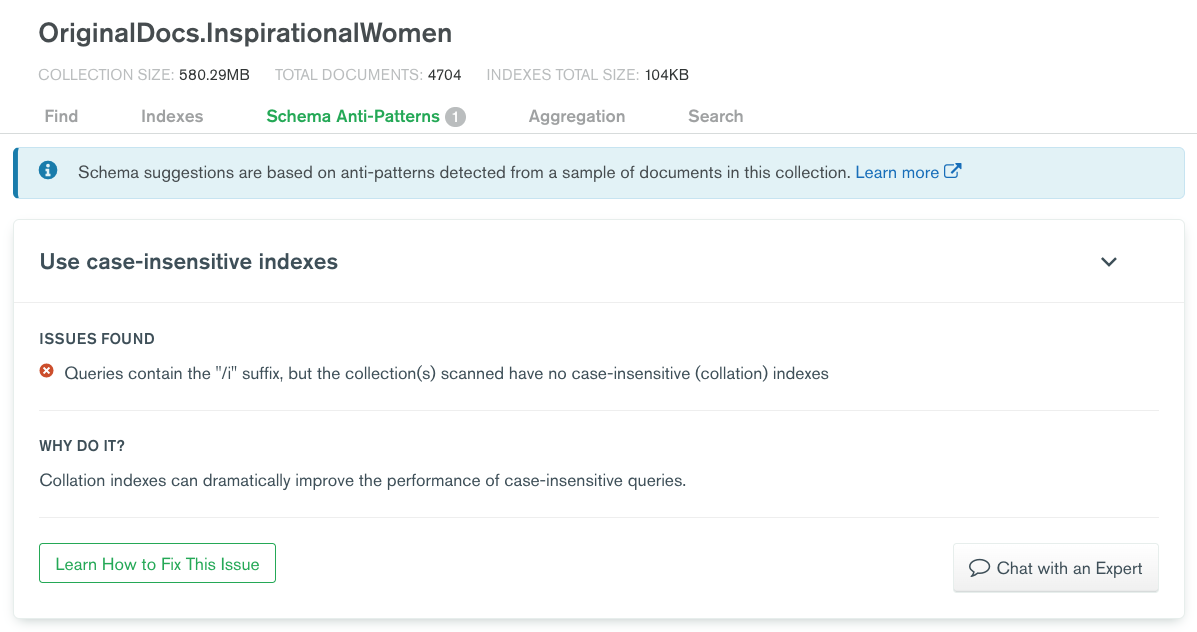 OriginalDocs.InspirationalWomen
COLLECTION SIZE: 580.29MB TOTAL DOCUMENTS: 4704 INDEXES TOTAL SIZE: 104KB
Find Indexes Schema Anti-Patterns 1 Aggregation Search
Schema suggestions are based on anti-patterns detected from a sample of documents in this collection. Learn more
Use case-insensitive indexes
ISSUES FOUND
Queries contain the "/i" suffix, but the collection(s) scanned have no case-insensitive (collation) indexes
WHY DO IT?
Collation indexes can dramatically improve the performance of case-insensitive queries.
Learn How to Fix This Issue
Chat with an Expert